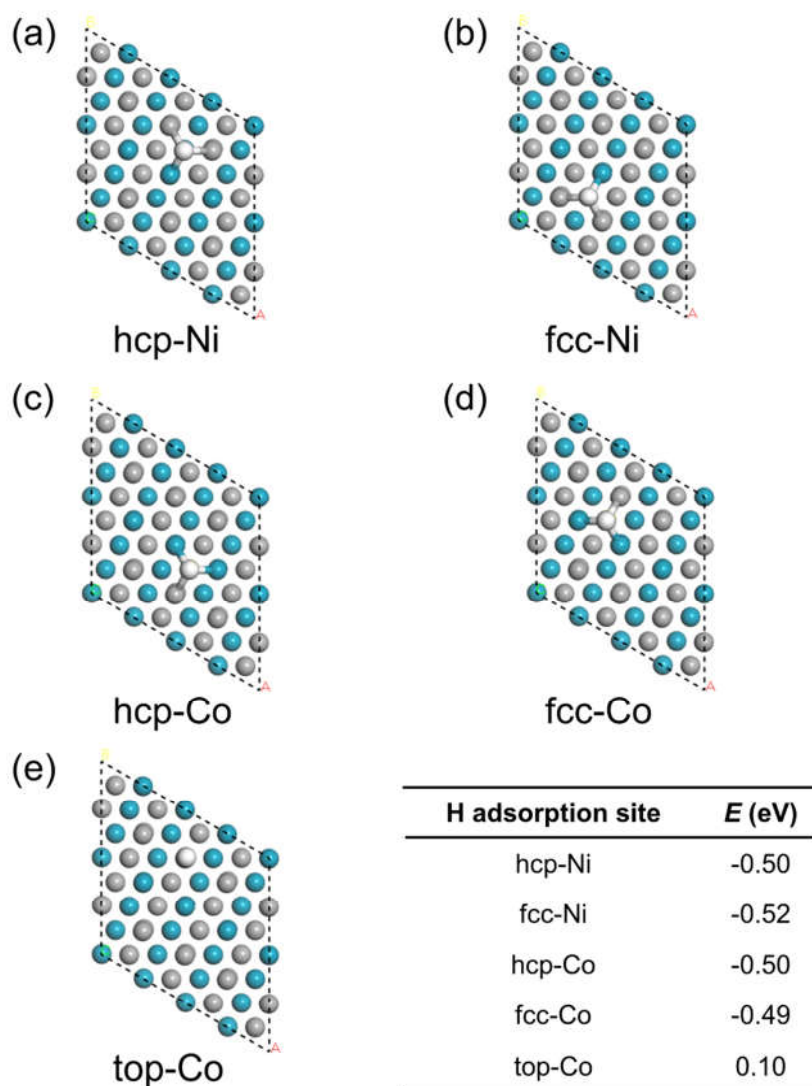 (a)
(b)
A
A
hcp-Ni
fcc-Ni
(c)
(d)
A
A
hcp-Co
fcc-Co
(e)
A
top-Co
H adsorption site E (eV)
hcp-Ni -0.50
fcc-Ni -0.52
hcp-Co -0.50
fcc-Co -0.49
top-Co 0.10